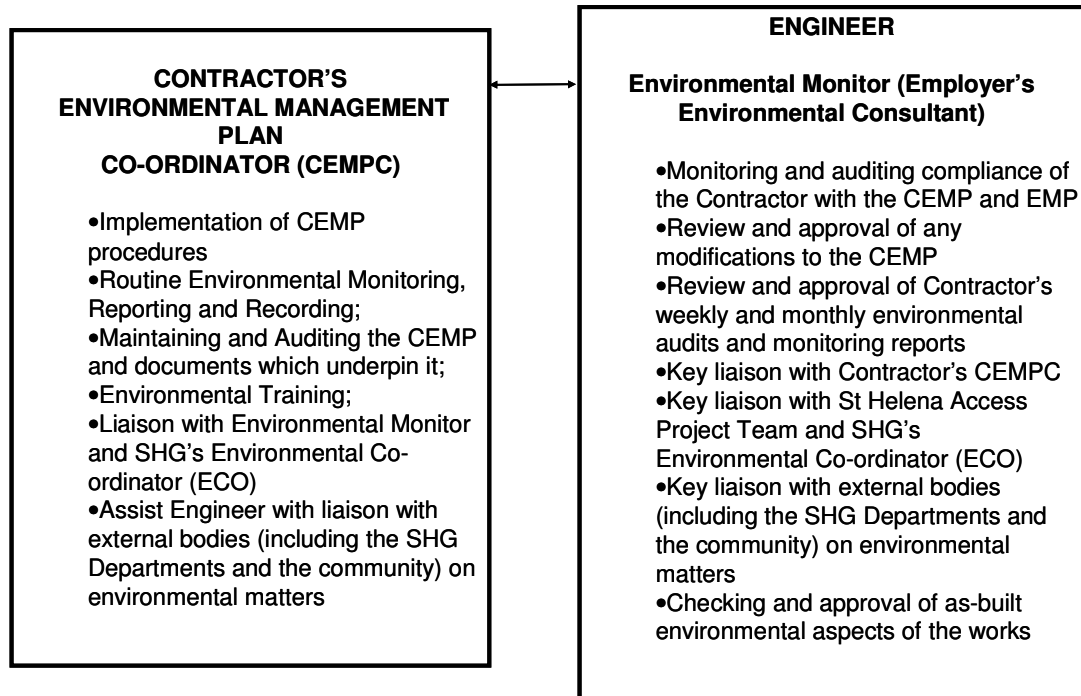 CONTRACTOR'S
ENVIRONMENTAL MANAGEMENT
PLAN
CO-ORDINATOR (CEMPC)
•Implementation of CEMP
procedures
•Routine Environmental Monitoring,
Reporting and Recording;
•Maintaining and Auditing the CEMP
and documents which underpin it;
•Environmental Training;
•Liaison with Environmental Monitor
and SHG's Environmental Co-
ordinator (ECO)
•Assist Engineer with liaison with
external bodies (including the SHG
Departments and the community) on
environmental matters
ENGINEER
Environmental Monitor (Employer's
Environmental Consultant)
•Monitoring and auditing compliance of
the Contractor with the CEMP and EMP
•Review and approval of any
modifications to the CEMP
•Review and approval of Contractor's
weekly and monthly environmental
audits and monitoring reports
•Key liaison with Contractor's CEMPC
•Key liaison with St Helena Access
Project Team and SHG's
Environmental Co-ordinator (ECO)
•Key liaison with external bodies
(including the SHG Departments and
the community) on environmental
matters
•Checking and approval of as-built
environmental aspects of the works